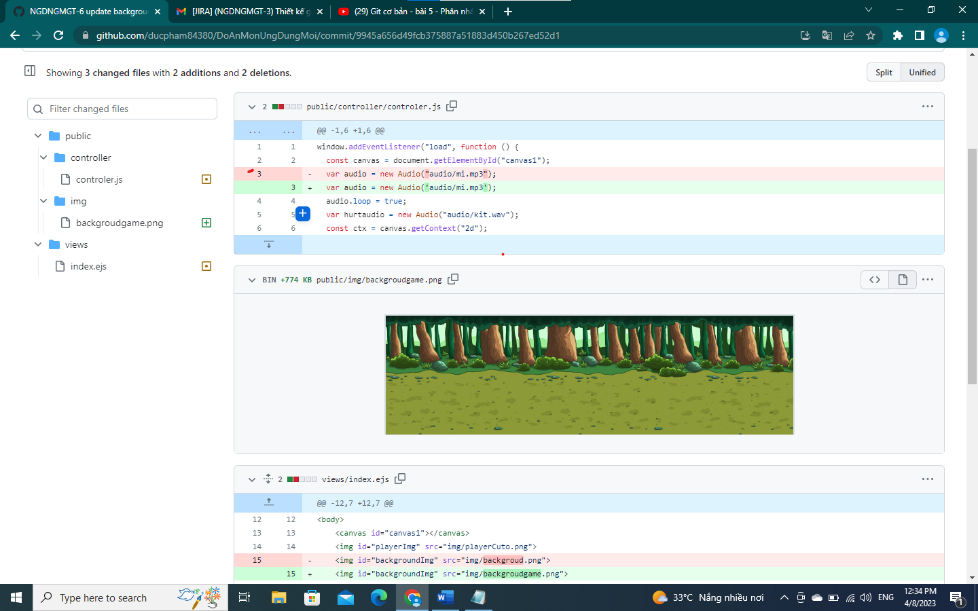 NGDNGMGT-6 update backgrou
[JIRA] (NGDNGMGT-3) Thiết kế g
(29) Git cơ bản - bài 5 - Phân nhá
github.com/ducpham84380/DoAnMonUngDungMoi/commit/9945a656d49fcb375887a51883d450b267ed52d1
Showing 3 changed files with 2 additions and 2 deletions.
Split Unified
Filter changed files
public
controller
controler.js
img
backgroudgame.png
views
index.ejs
2 public/controller/controler.js
... ... @@ -1,6 +1,6 @@
1 1 window.addEventListener("load", function () {
2 2 const canvas = document.getElementById("canvas1");
3 - var audio = new Audio("audio/mi.mp3");
3 + var audio = new Audio('audio/mi.mp3');
4 4 audio.loop = true;
5 5 var hurtaudio = new Audio("audio/kit.wav");
6 6 const ctx = canvas.getContext("2d");
BIN +774 KB public/img/backgroudgame.png
2 views/index.ejs
@@ -12,7 +12,7 @@
12 12 <body>
13 13 <canvas id="canvas1"></canvas>
14 14 <img id="playerImg" src="img/playerCuto.png">
15 - <img id="backgroundImg" src="img/backgroud.png">
15 + <img id="backgroundImg" src="img/backgroudgame.png">
Type here to search
33°C Nắng nhiều nơi
ENG
12:34 PM
4/8/2023
1